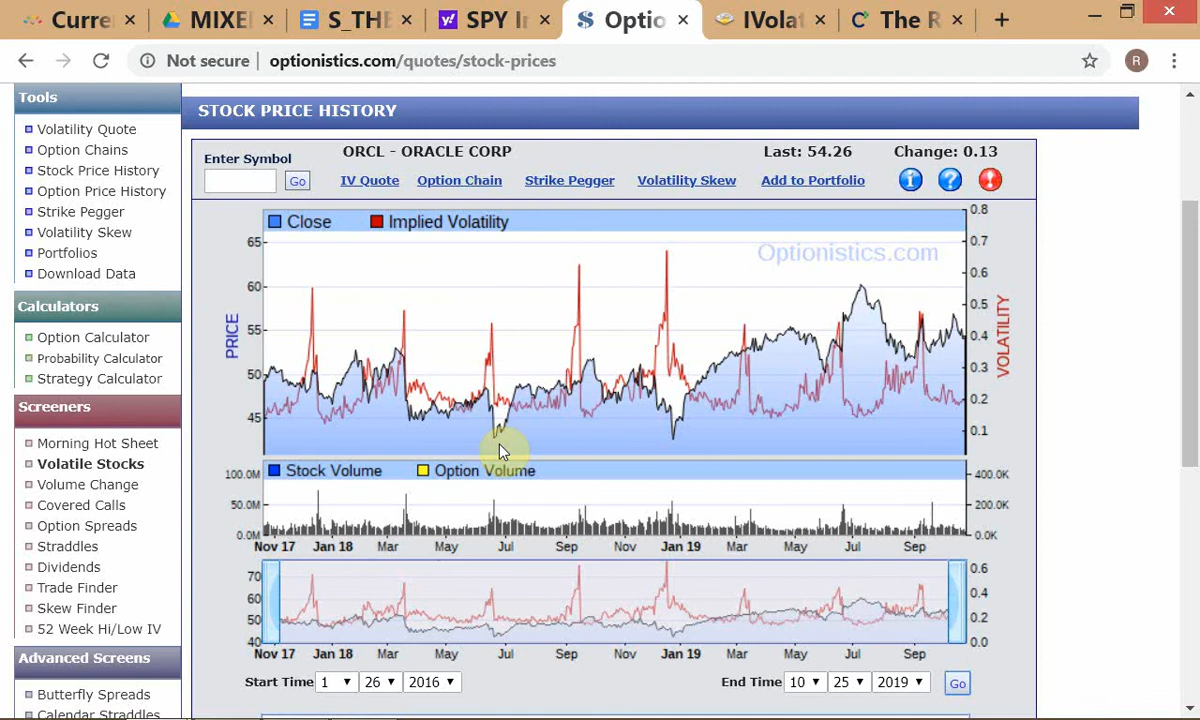 Curre
MIXE
S_THE
SPY I
Optio
IVolat
The R
Not secure
optionistics.com/quotes/stock-prices
R
Tools
Volatility Quote
Option Chains
Stock Price History
Option Price History
Strike Pegger
Volatility Skew
Portfolios
Download Data
Calculators
Option Calculator
Probability Calculator
Strategy Calculator
Screeners
Morning Hot Sheet
Volatile Stocks
Volume Change
Covered Calls
Option Spreads
Straddles
Dividends
Trade Finder
Skew Finder
52 Week Hi/Low IV
Advanced Screens
Butterfly Spreads
Calendar Straddles
STOCK PRICE HISTORY
Enter Symbol
Go
ORCL - ORACLE CORP Last: 54.26 Change: 0.13
IV Quote Option Chain Strike Pegger Volatility Skew Add to Portfolio
Close Implied Volatility
Optionistics.com
PRICE
65
60
55
50
45
0.8
0.7
0.6
0.5
0.4
0.3
0.2
0.1
VOLATILITY
Stock Volume Option Volume
100.0M
50.0M
0.0M
400.0K
200.0K
0.0K
Nov 17 Jan 18 Mar May Jul Sep Nov Jan 19 Mar May Jul Sep
70
60
50
40
0.6
0.4
0.2
0.0
Nov 17 Jan 18 Mar May Jul Sep Nov Jan 19 Mar May Jul Sep
Start Time 1 26 2016 End Time 10 25 2019 Go